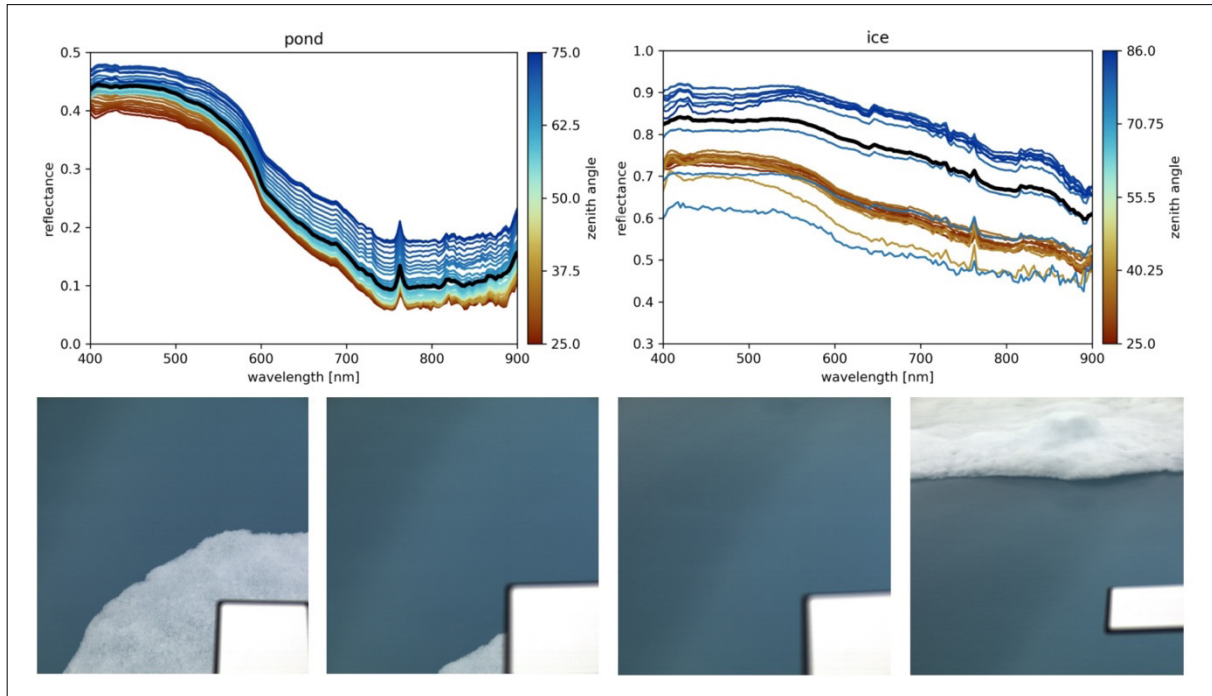 pond
0.5
0.4
0.3
0.2
0.1
0.0
reflectance
400 500 600 700 800 900
wavelength [nm]
75.0
62.5
50.0
37.5
25.0
zenith angle
ice
1.0
0.9
0.8
0.7
0.6
0.5
0.4
0.3
reflectance
400 500 600 700 800 900
wavelength [nm]
86.0
70.75
55.5
40.25
25.0
zenith angle